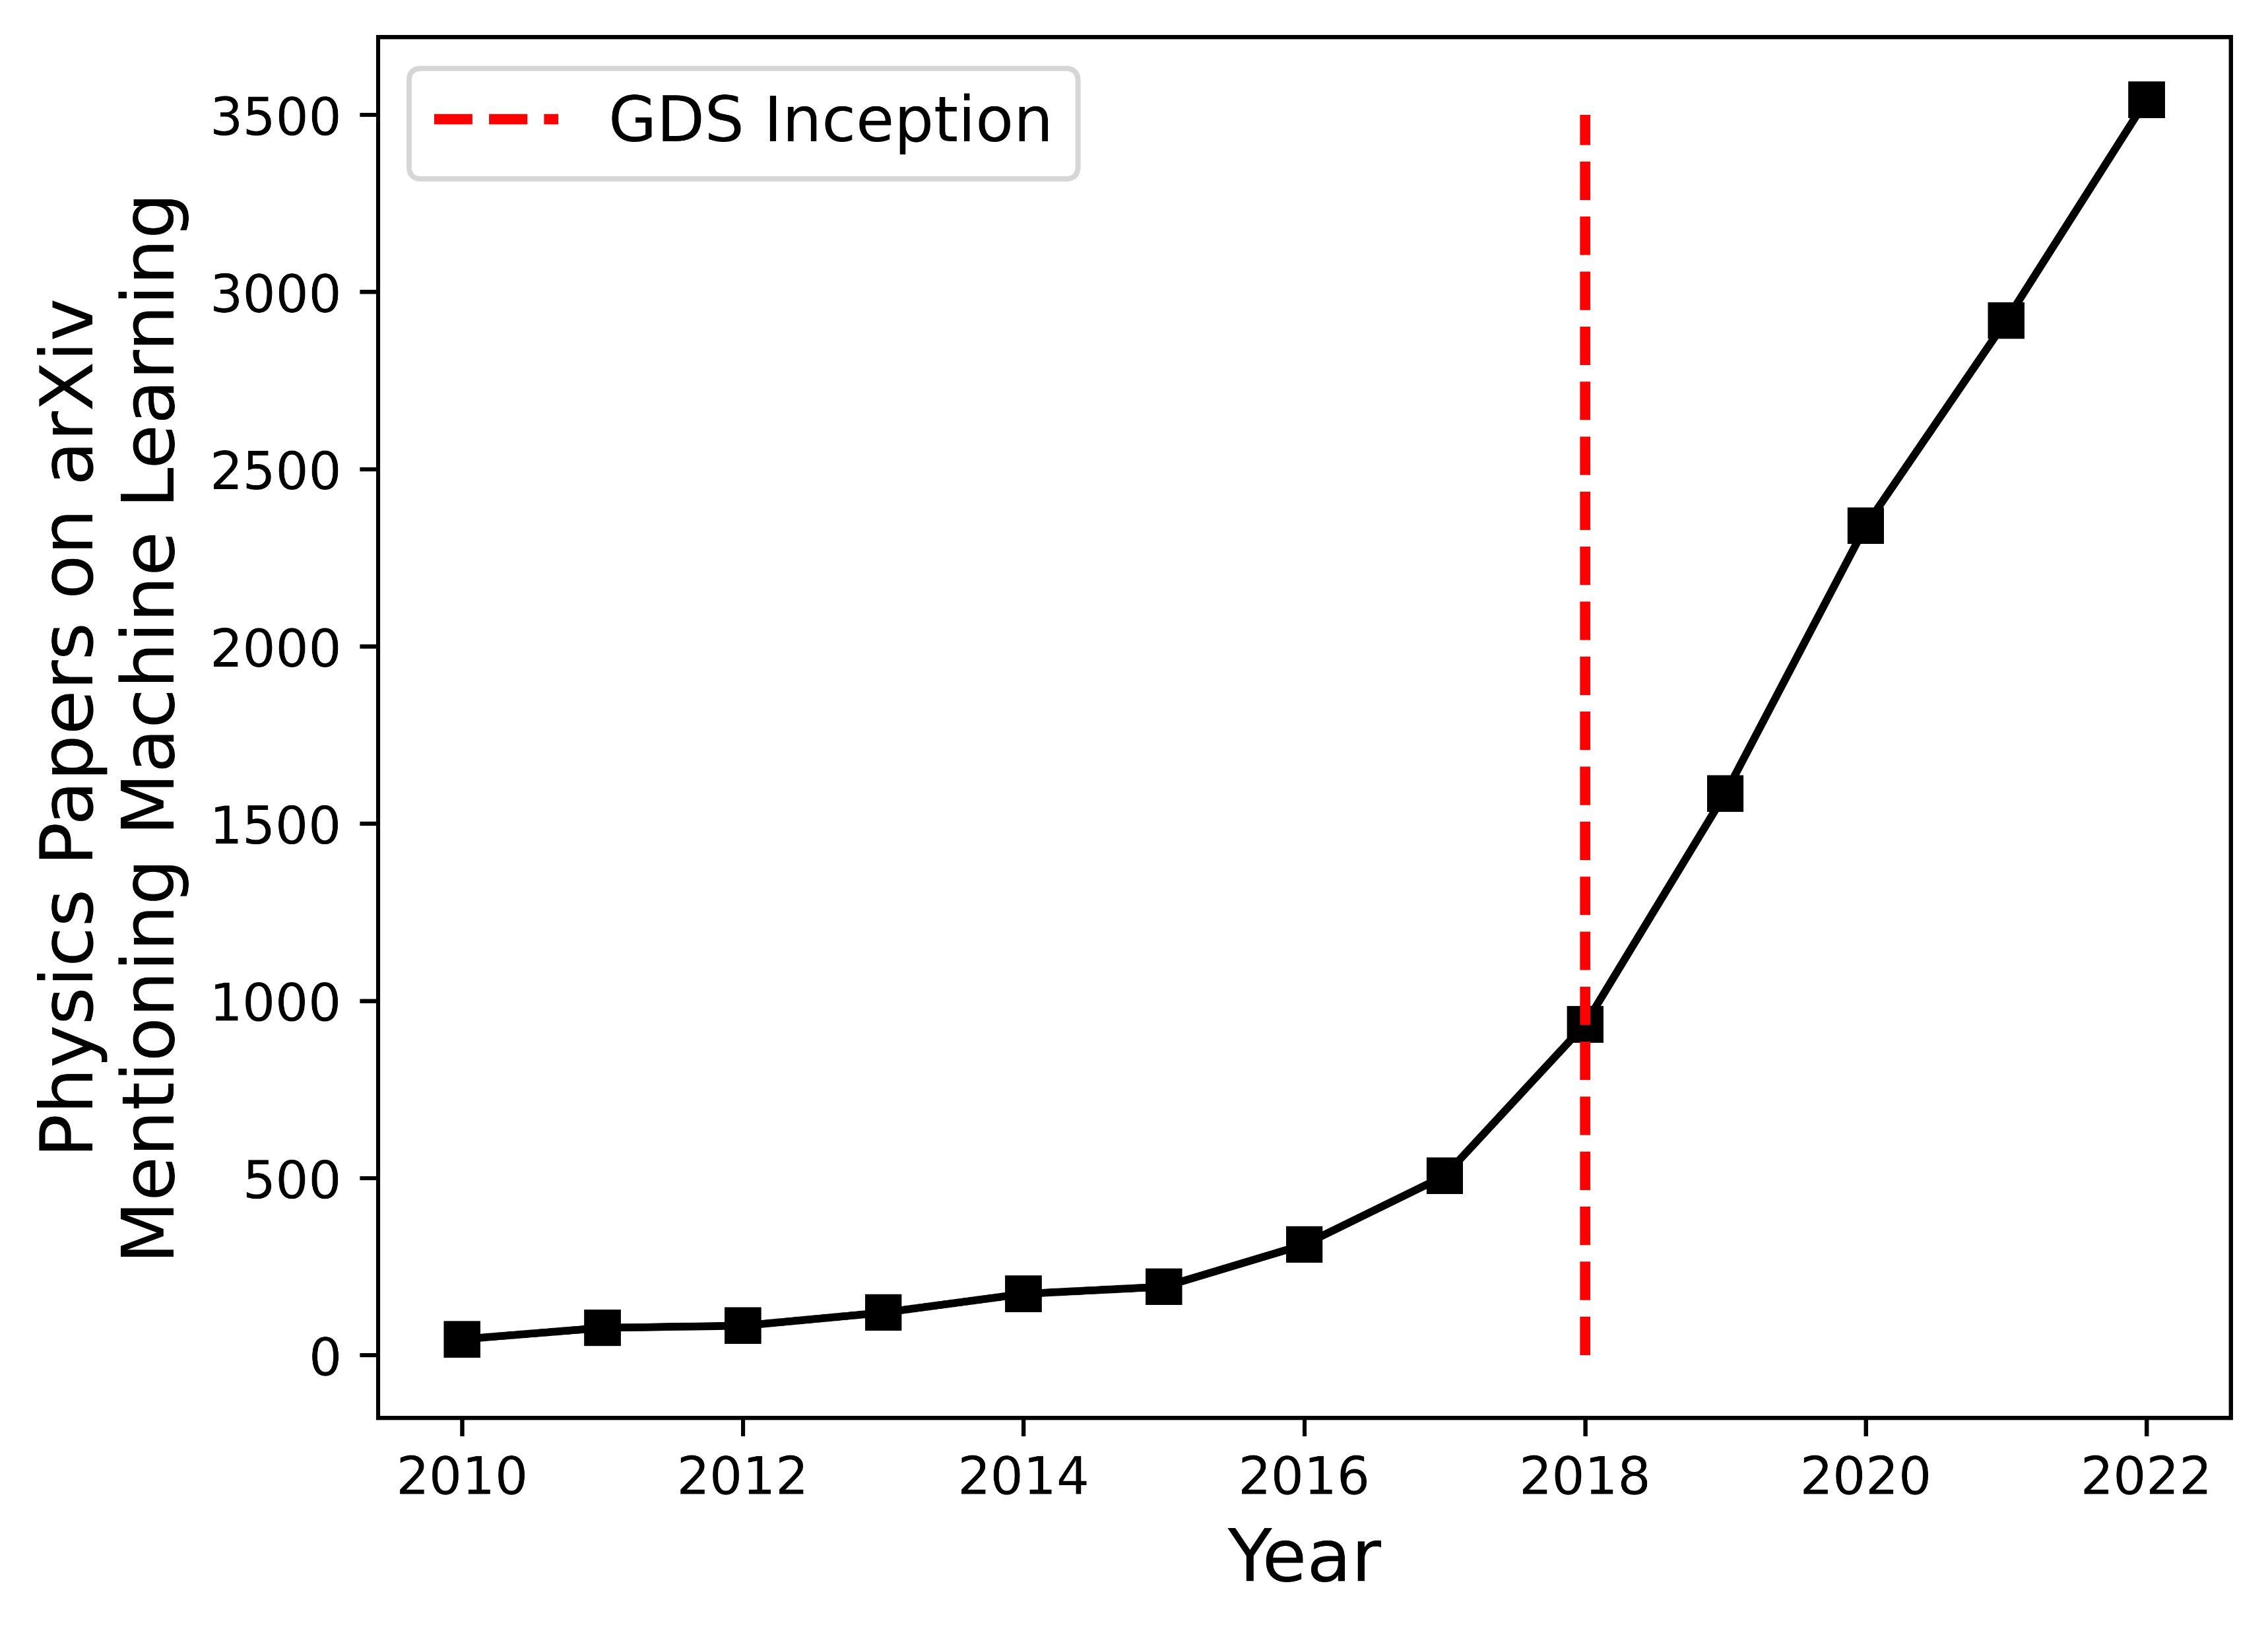 Physics Papers on arXiv
Mentioning Machine Learning
3500
3000
2500
2000
1500
1000
500
0
GDS Inception
2010 2012 2014 2016 2018 2020 2022
Year